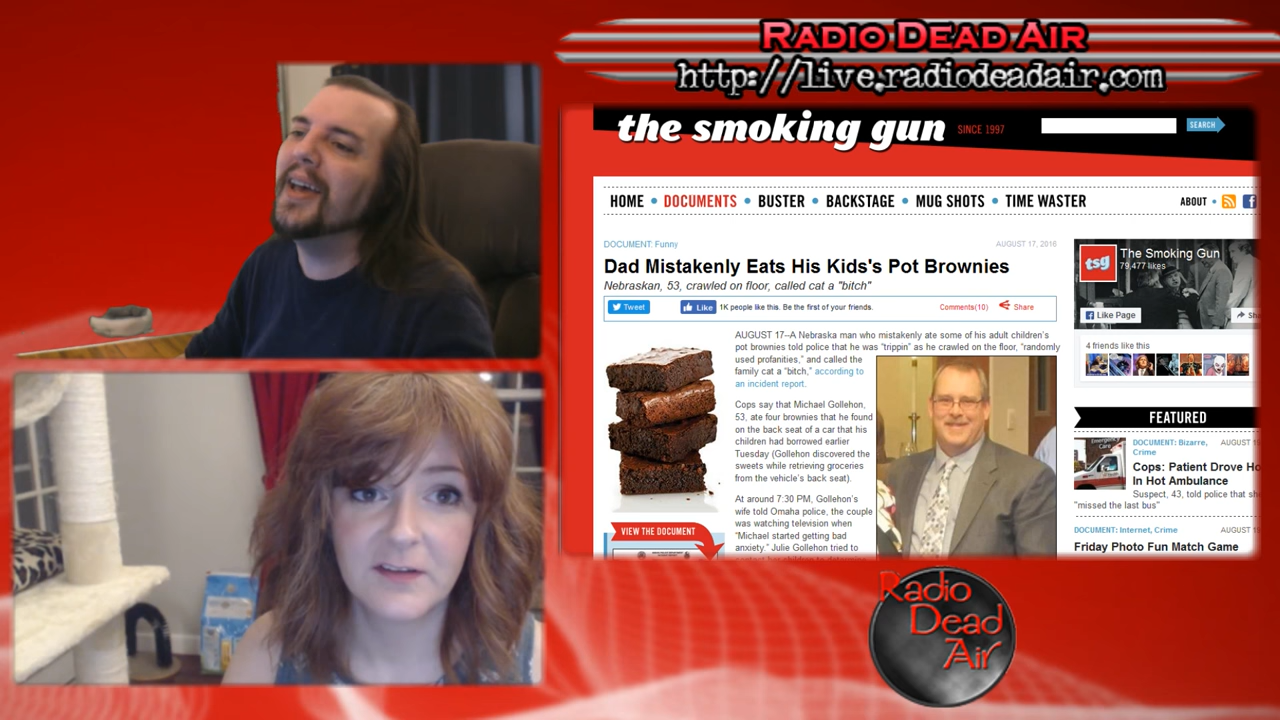 RADIO DEAD AIR
http://live.radiodeadair.com
the smoking gun
SINCE 1997
SEARCH
HOME • DOCUMENTS • BUSTER • BACKSTAGE • MUG SHOTS • TIME WASTER
ABOUT •
DOCUMENT: Funny
AUGUST 17, 2016
Dad Mistakenly Eats His Kids's Pot Brownies
Nebraskan, 53, crawled on floor, called cat a "bitch"
Tweet
Like
1K people like this. Be the first of your friends.
Comments(10)
Share
AUGUST 17--A Nebraska man who mistakenly ate some of his adult children's
pot brownies told police that he was "trippin" as he crawled on the floor, "randomly
used profanities," and called the
family cat a "bitch," according to
an incident report.
Cops say that Michael Gollehon,
53, ate four brownies that he found
on the back seat of a car that his
children had borrowed earlier
Tuesday (Gollehon discovered the
sweets while retrieving groceries
from the vehicle's back seat).
At around 7:30 PM, Gollehon's
wife told Omaha police, the couple
was watching television when
"Michael started getting bad
anxiety." Julie Gollehon tried to
VIEW THE DOCUMENT
tsg
The Smoking Gun
79,477 likes
Like Page
Sha
4 friends like this
FEATURED
DOCUMENT: Bizarre,
Crime
AUGUST 1
Cops: Patient Drove Ho
In Hot Ambulance
Suspect, 43, told police that she
"missed the last bus"
DOCUMENT: Internet, Crime
AUGUST 1
Friday Photo Fun Match Game
Radio
Dead
Air